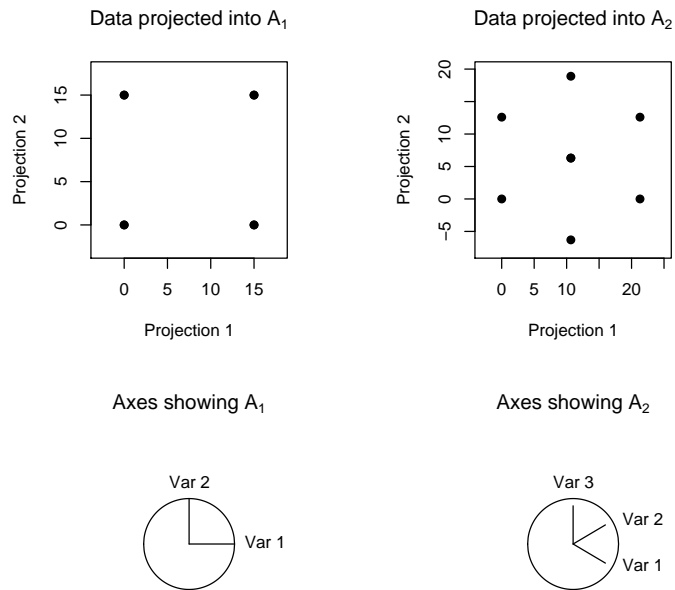 Data projected into A₁
Projection 2
15
10
5
0
0 5 10 15
Projection 1
Data projected into A₂
Projection 2
20
10
5
0
−5
0 5 10 20
Projection 1
Axes showing A₁
Var 2
Var 1
Axes showing A₂
Var 3
Var 2
Var 1